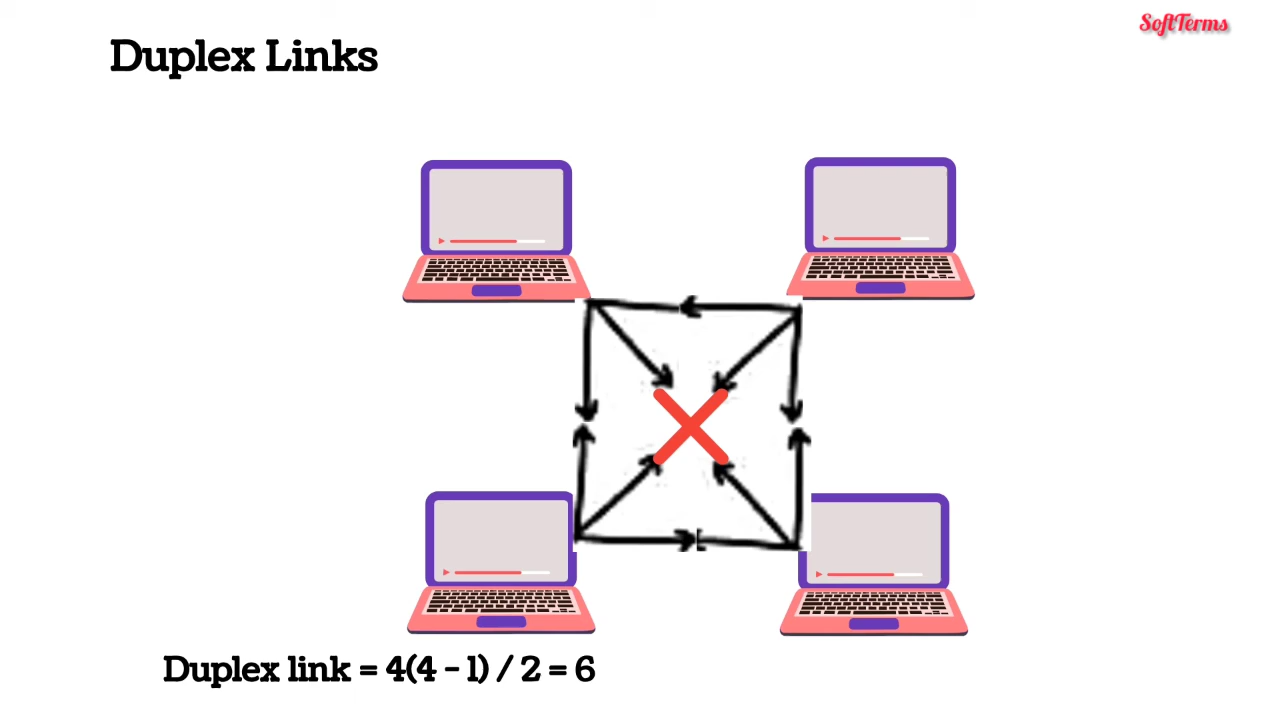 SoftTerms
Duplex Links
Duplex link = 4(4 - 1) / 2 = 6